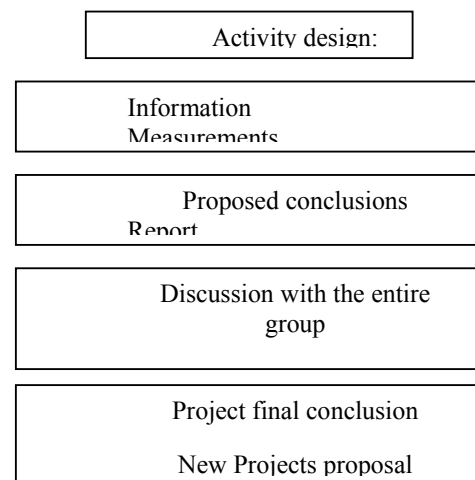 Activity design:
Information
Measurements
Proposed conclusions
Report
Discussion with the entire
group
Project final conclusion
New Projects proposal